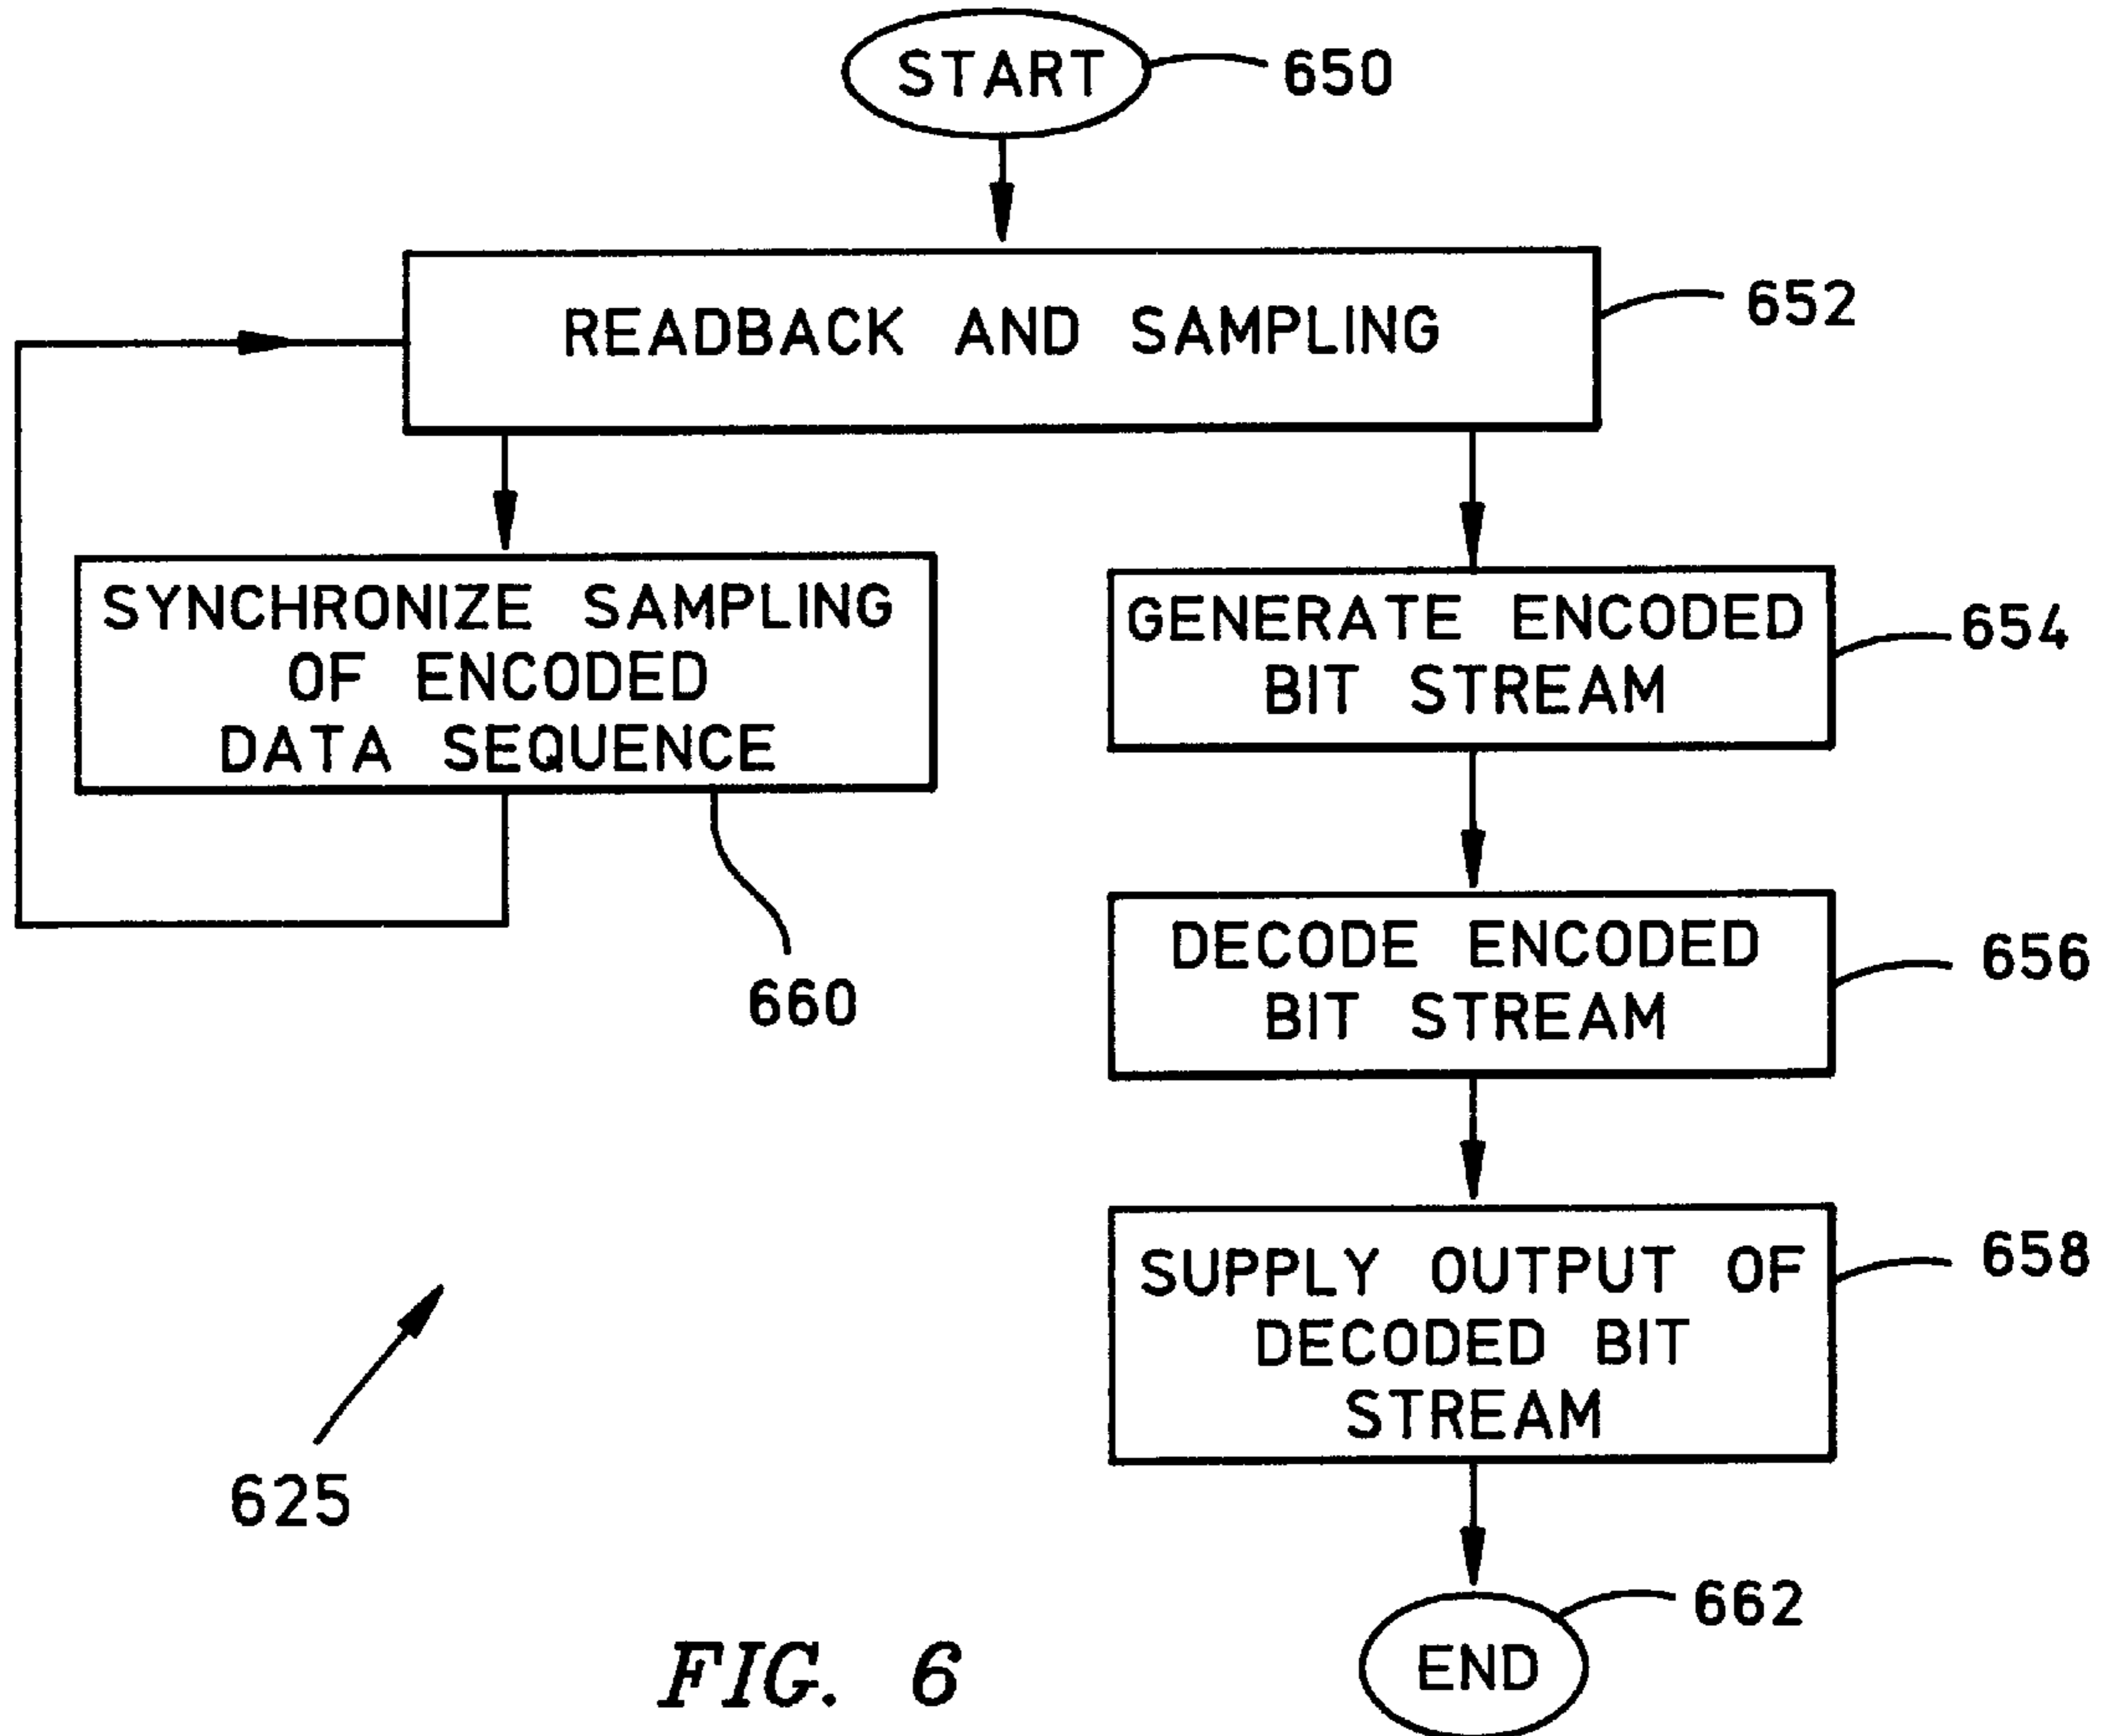 START
650
READBACK AND SAMPLING
652
SYNCHRONIZE SAMPLING
OF ENCODED
DATA SEQUENCE
660
GENERATE ENCODED
BIT STREAM
654
DECODE ENCODED
BIT STREAM
656
SUPPLY OUTPUT OF
DECODED BIT
STREAM
658
625
END
662
FIG. 6